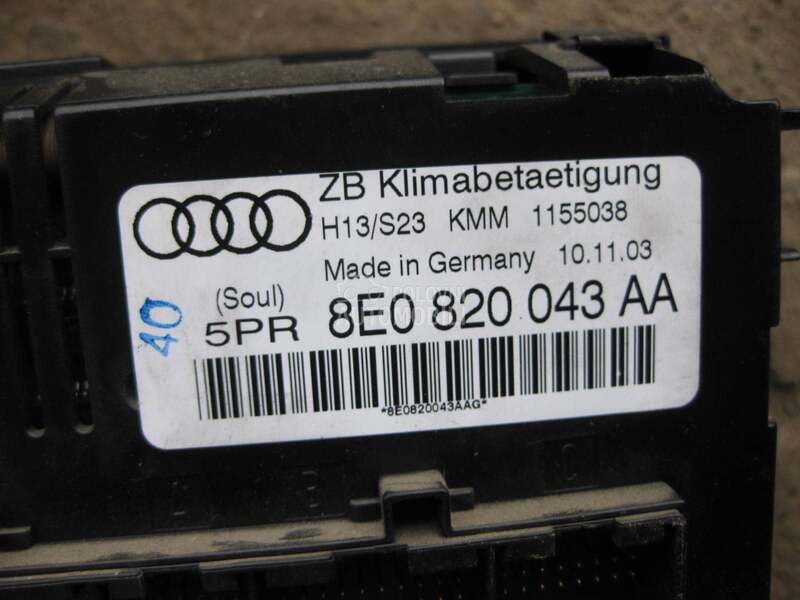 ZB Klimabetaetigung
H13/S23 KMM 1155038
Made in Germany 10.11.03
(Soul)
5PR 8E0 820 043 AA
40
*8E0820043AAG*